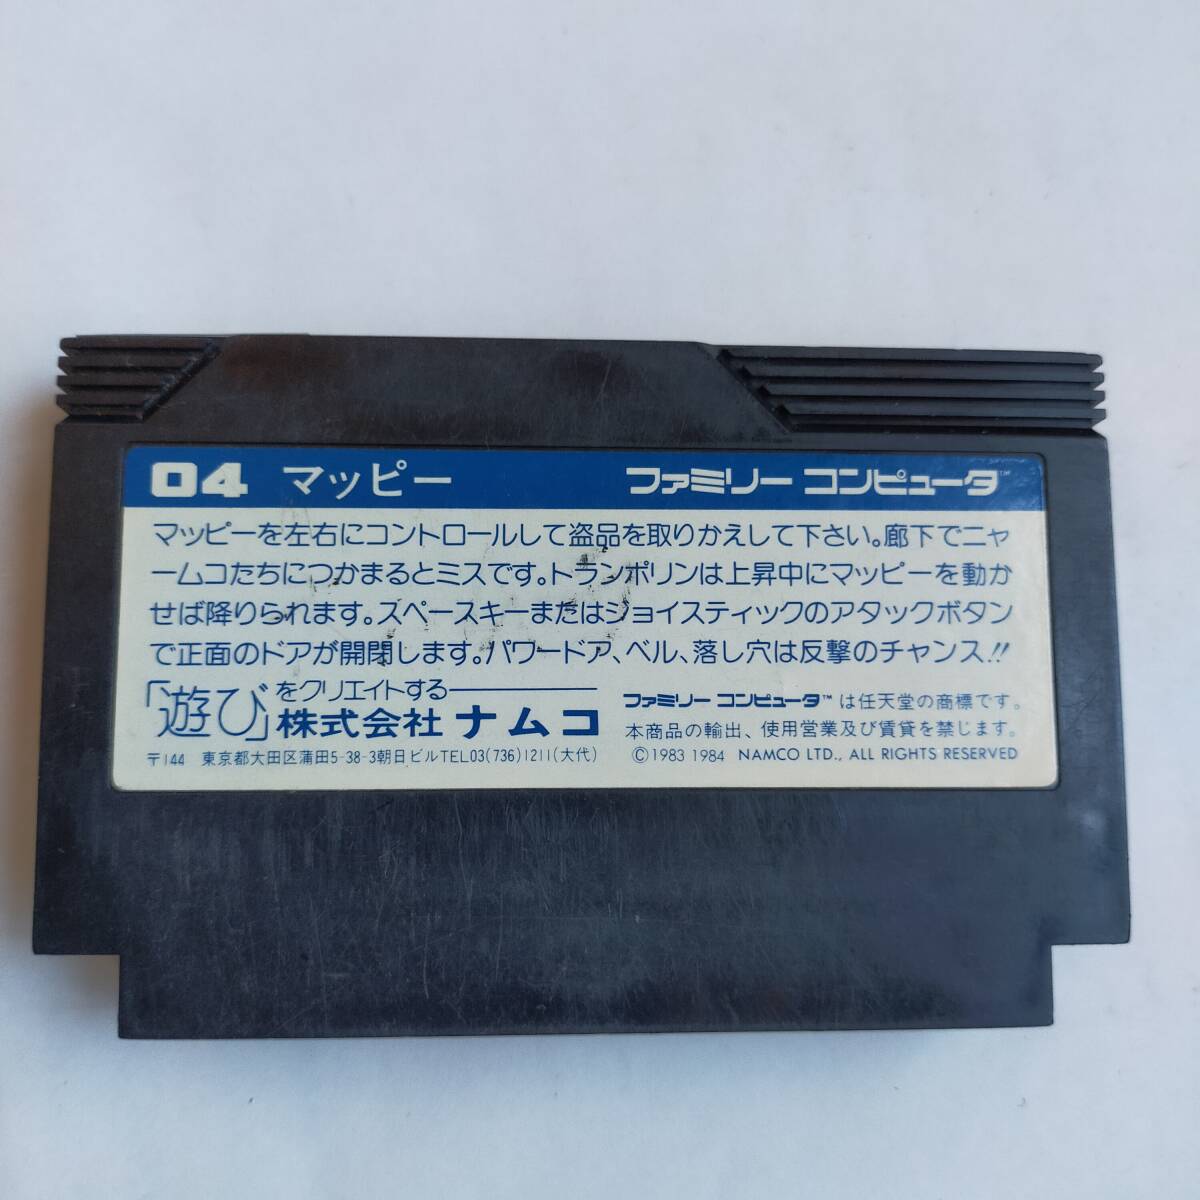 04 マッピー ファミリー コンピュータ™
マッピーを左右にコントロールして盗品を取りかえして下さい。廊下でニャ
ームコたちにつかまるとミスです。トランポリンは上昇中にマッピーを動か
せば降りられます。スペースキーまたはジョイスティックのアタックボタン
で正面のドアが開閉します。パワードア、ベル、落し穴は反撃のチャンス!!
「遊び」をクリエイトする
株式会社 ナムコ
〒144 東京都大田区蒲田5-38-3朝日ビルTEL03(736)1211(大代)
ファミリー コンピュータ™ は任天堂の商標です。
本商品の輸出、使用営業及び賃貸を禁じます。
©1983 1984 NAMCO LTD., ALL RIGHTS RESERVED